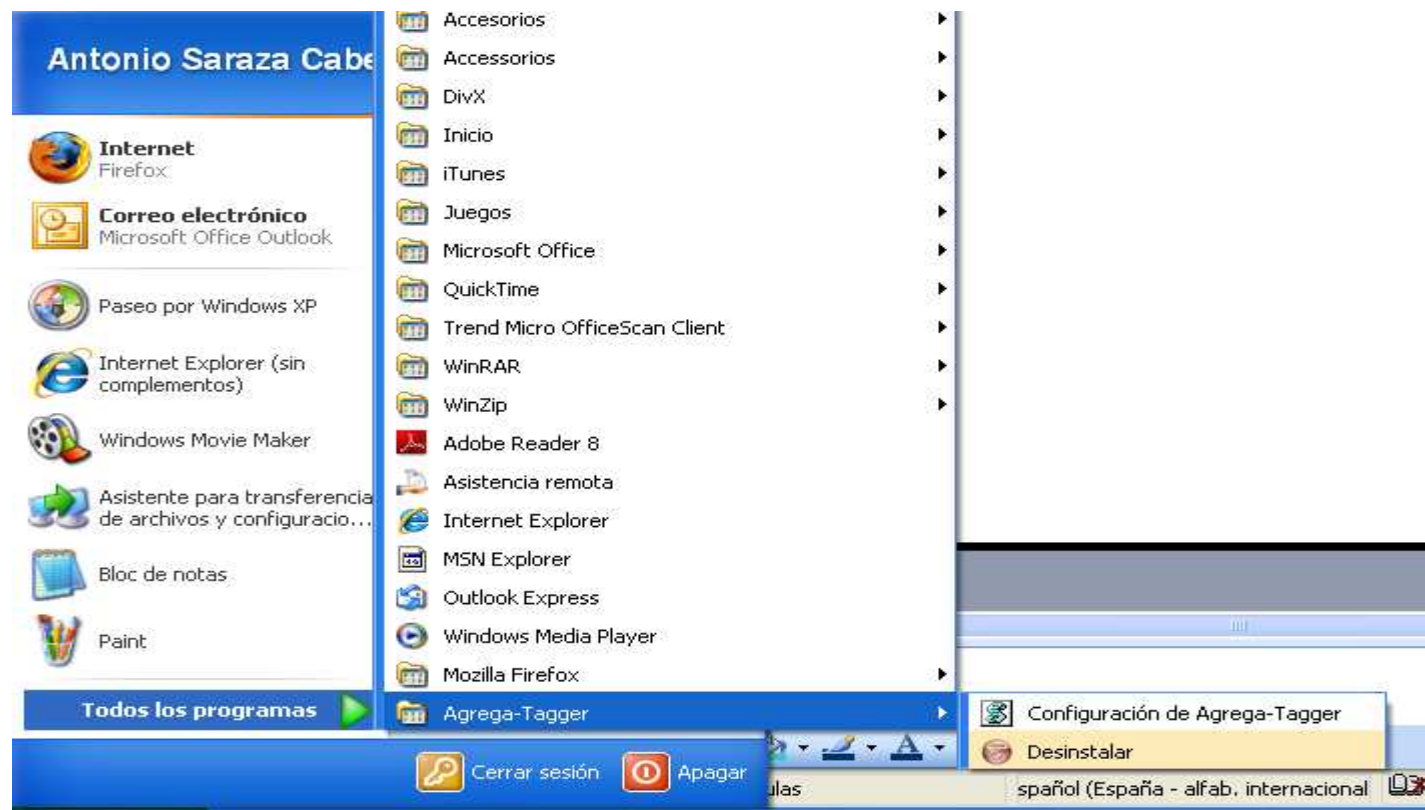 Antonio Saraza Cabe
Internet
Firefox
Correo electrónico
Microsoft Office Outlook
Paseo por Windows XP
Internet Explorer (sin
complementos)
Windows Movie Maker
Asistente para transferencia
de archivos y configuracio...
Bloc de notas
Paint
Todos los programas
Accesorios
Accessorios
DivX
Inicio
iTunes
Juegos
Microsoft Office
QuickTime
Trend Micro OfficeScan Client
WinRAR
WinZip
Adobe Reader 8
Asistencia remota
Internet Explorer
MSN Explorer
Outlook Express
Windows Media Player
Mozilla Firefox
Agrega-Tagger
Configuración de Agrega-Tagger
Desinstalar
Cerrar sesión
Apagar
A
ulas
spañol (España - alfab. internacional